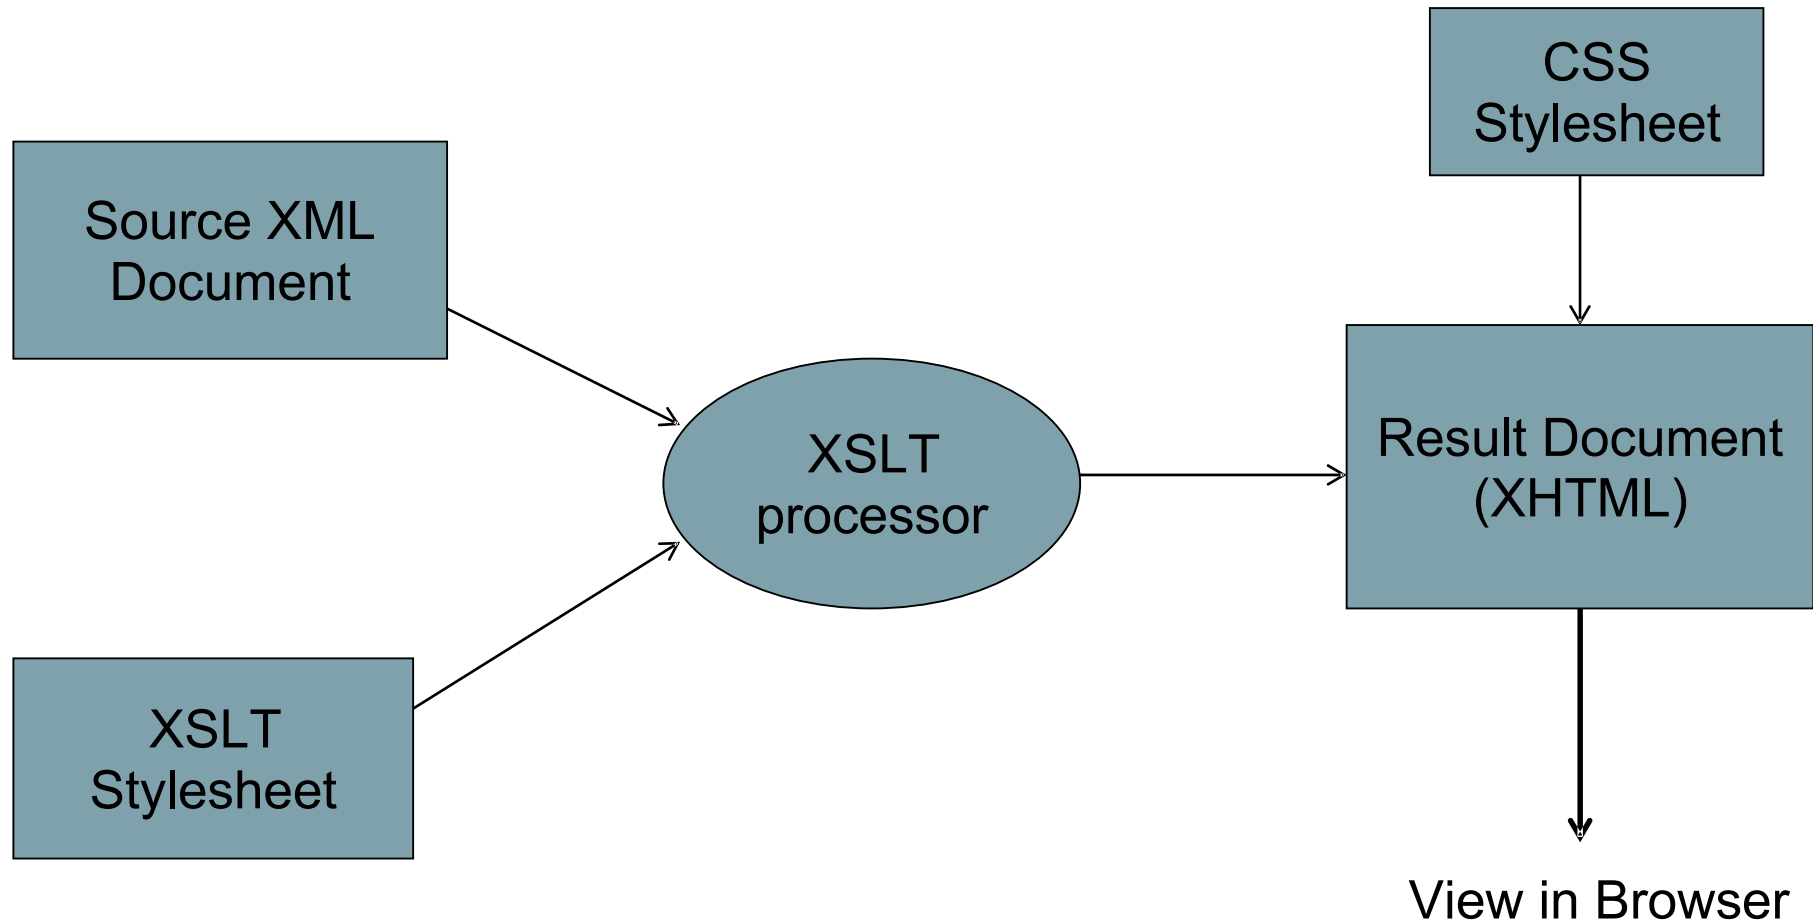 CSS
Stylesheet
Source XML
Document
XSLT
processor
Result Document
(XHTML)
XSLT
Stylesheet
View in Browser